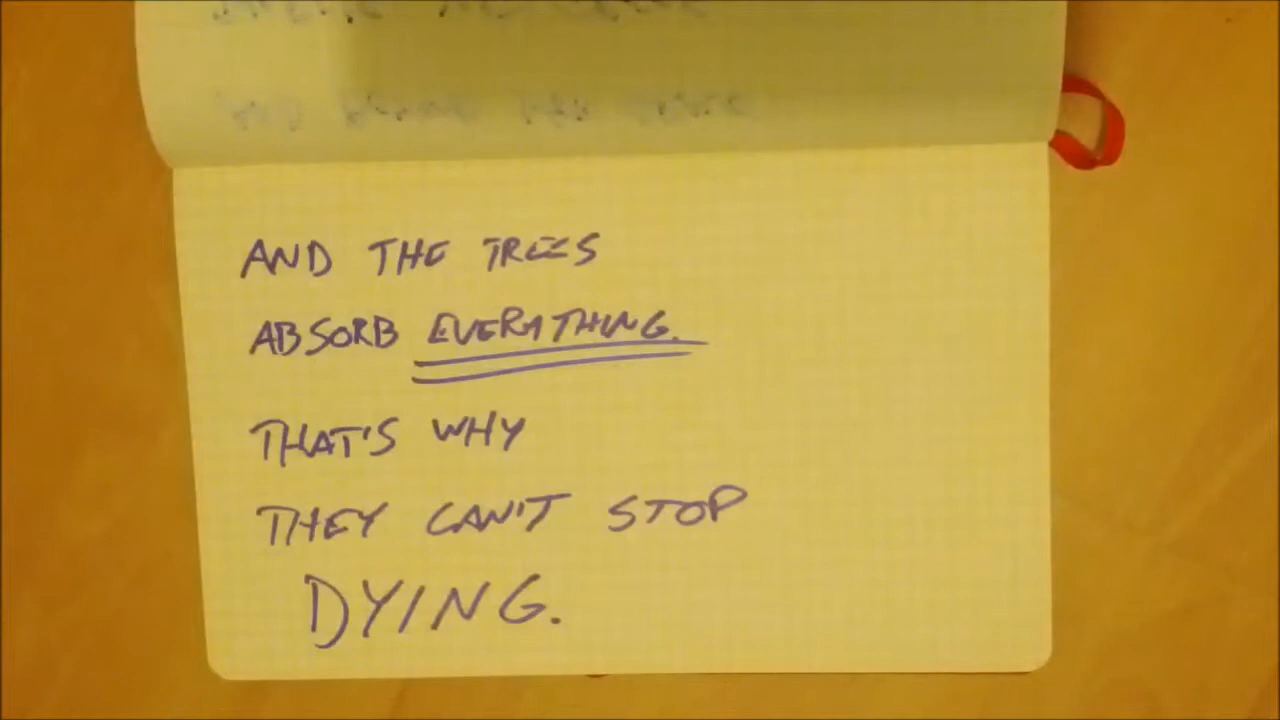 AND THE TREES
ABSORB EVERYTHING.
THAT'S WHY
THEY CAN'T STOP
DYING.